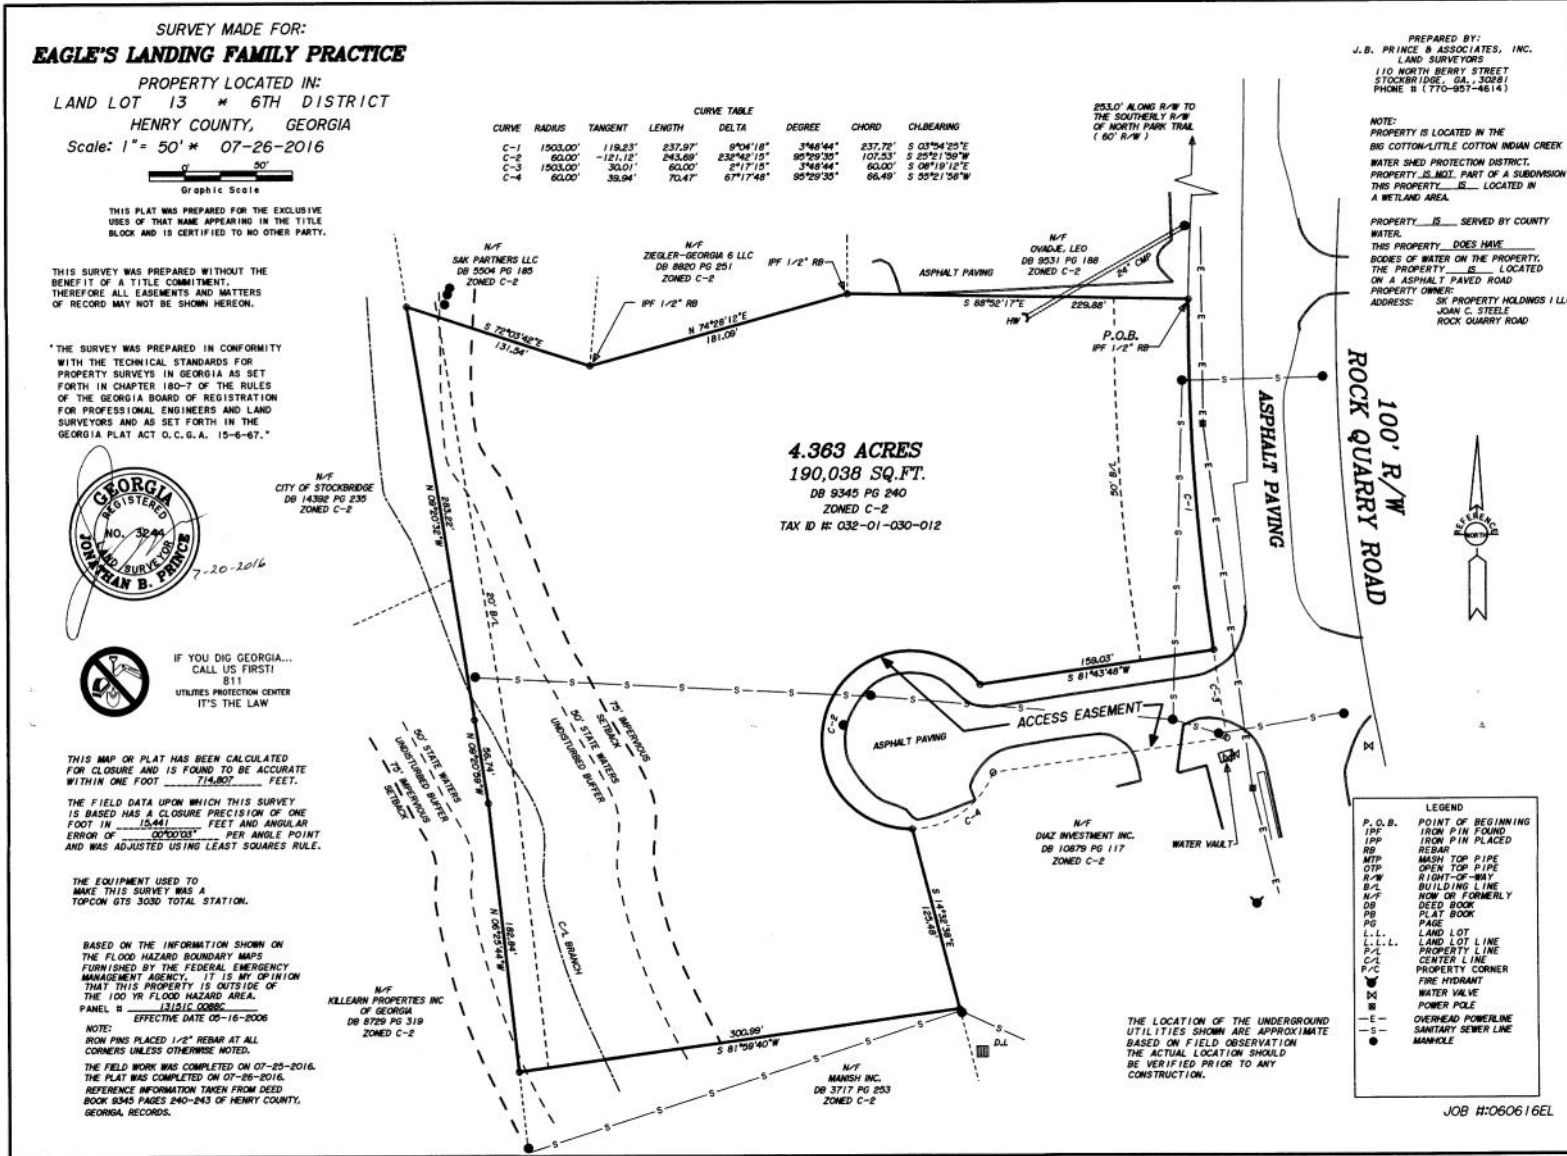 SURVEY MADE FOR:
EAGLE'S LANDING FAMILY PRACTICE
PROPERTY LOCATED IN:
LAND LOT 13 * 6TH DISTRICT
HENRY COUNTY, GEORGIA
Scale: 1"= 50' * 07-26-2016
0' 50'
Graphic Scale
THIS PLAT WAS PREPARED FOR THE EXCLUSIVE
USES OF THAT NAME APPEARING IN THE TITLE
BLOCK AND IS CERTIFIED TO NO OTHER PARTY.
THIS SURVEY WAS PREPARED WITHOUT THE
BENEFIT OF A TITLE COMMITMENT,
THEREFORE ALL EASEMENTS AND MATTERS
OF RECORD MAY NOT BE SHOWN HEREON.
"THE SURVEY WAS PREPARED IN CONFORMITY
WITH THE TECHNICAL STANDARDS FOR
PROPERTY SURVEYS IN GEORGIA AS SET
FORTH IN CHAPTER 180-7 OF THE RULES
OF THE GEORGIA BOARD OF REGISTRATION
FOR PROFESSIONAL ENGINEERS AND LAND
SURVEYORS AND AS SET FORTH IN THE
GEORGIA PLAT ACT O.C.G.A. 15-6-67."
GEORGIA
REGISTERED
NO. 3244
LAND SURVEYOR
JONATHAN B. PRINCE
7-20-2016
IF YOU DIG GEORGIA...
CALL US FIRST!
811
UTILITIES PROTECTION CENTER
IT'S THE LAW
THIS MAP OR PLAT HAS BEEN CALCULATED
FOR CLOSURE AND IS FOUND TO BE ACCURATE
WITHIN ONE FOOT 714,807 FEET.
THE FIELD DATA UPON WHICH THIS SURVEY
IS BASED HAS A CLOSURE PRECISION OF ONE
FOOT IN 15,441 FEET AND ANGULAR
ERROR OF 00°00'03" PER ANGLE POINT
AND WAS ADJUSTED USING LEAST SQUARES RULE.
THE EQUIPMENT USED TO
MAKE THIS SURVEY WAS A
TOPCON GTS 303D TOTAL STATION.
BASED ON THE INFORMATION SHOWN ON
THE FLOOD HAZARD BOUNDARY MAPS
FURNISHED BY THE FEDERAL EMERGENCY
MANAGEMENT AGENCY, IT IS MY OPINION
THAT THIS PROPERTY IS OUTSIDE OF
THE 100 YR FLOOD HAZARD AREA.
PANEL # 13151C 0088C
EFFECTIVE DATE 05-16-2006
NOTE:
IRON PINS PLACED 1/2" REBAR AT ALL
CORNERS UNLESS OTHERWISE NOTED.
THE FIELD WORK WAS COMPLETED ON 07-25-2016.
THE PLAT WAS COMPLETED ON 07-26-2016.
REFERENCE INFORMATION TAKEN FROM DEED
BOOK 9345 PAGES 240-243 OF HENRY COUNTY,
GEORIGA, RECORDS.
CURVE TABLE
CURVE RADIUS TANGENT LENGTH DELTA DEGREE CHORD CH.BEARING
C-1 1503.00' 119.23' 237.97' 9°04'18" 3°48'44" 237.72' S 03°54'25"E
C-2 60.00' -121.12' 243.69' 232°42'15" 95°29'35" 107.53' S 25°21'59"W
C-3 1503.00' 30.01' 60.00' 2°17'15" 3°48'44" 60.00' S 08°19'12"E
C-4 60.00' 39.94' 70.47' 67°17'48" 95°29'35" 66.49' S 55°21'58"W
253.0' ALONG R/W TO
THE SOUTHERLY R/W
OF NORTH PARK TRAIL
( 60' R/W )
N/F
SAK PARTNERS LLC
DB 5504 PG 185
ZONED C-2
N/F
ZIEGLER-GEORGIA 6 LLC
DB 8820 PG 251
ZONED C-2
IPF 1/2" RB
IPF 1/2" RB
ASPHALT PAVING
N/F
OVADJE, LEO
DB 9531 PG 188
ZONED C-2
24" CMP
HW
S 72°03'42"E
131.54'
N 74°28'12"E
181.09'
S 88°52'17"E
229.88'
P.O.B.
IPF 1/2" RB
4.363 ACRES
190,038 SQ.FT.
DB 9345 PG 240
ZONED C-2
TAX ID #: 032-01-030-012
N/F
CITY OF STOCKBRIDGE
DB 14392 PG 235
ZONED C-2
283.22'
N 09°20'32"W
20' B/L
50' B/L
C-1
ASPHALT PAVING
100' R/W
ROCK QUARRY ROAD
159.03'
S 81°43'48"W
C-3
C-2
ACCESS EASEMENT
ASPHALT PAVING
C-4
75' IMPERVIOUS
SETBACK
50' STATE WATERS
UNDISTURBED BUFFER
50' STATE WATERS
UNDISTURBED BUFFER
75' IMPERVIOUS
SETBACK
56.74'
N 09°20'59"W
182.84'
N 06°25'44"W
C/L BRANCH
N/F
KILLEARN PROPERTIES INC
OF GEORGIA
DB 8729 PG 319
ZONED C-2
300.99'
S 81°59'40"W
S 14°32'38"E
125.48'
D.I.
N/F
MANISH INC.
DB 3717 PG 253
ZONED C-2
N/F
DIAZ INVESTMENT INC.
DB 10879 PG 117
ZONED C-2
WATER VAULT
THE LOCATION OF THE UNDERGROUND
UTILITIES SHOWN ARE APPROXIMATE
BASED ON FIELD OBSERVATION
THE ACTUAL LOCATION SHOULD
BE VERIFIED PRIOR TO ANY
CONSTRUCTION.
PREPARED BY:
J.B. PRINCE & ASSOCIATES, INC.
LAND SURVEYORS
110 NORTH BERRY STREET
STOCKBRIDGE, GA., 30281
PHONE # (770-957-4614)
NOTE:
PROPERTY IS LOCATED IN THE
BIG COTTON/LITTLE COTTON INDIAN CREEK
WATER SHED PROTECTION DISTRICT.
PROPERTY IS NOT PART OF A SUBDIVISION
THIS PROPERTY IS LOCATED IN
A WETLAND AREA.
PROPERTY IS SERVED BY COUNTY
WATER.
THIS PROPERTY DOES HAVE
BODIES OF WATER ON THE PROPERTY.
THE PROPERTY IS LOCATED
ON A ASPHALT PAVED ROAD
PROPERTY OWNER:
ADDRESS: SK PROPERTY HOLDINGS I LL
JOAN C. STEELE
ROCK QUARRY ROAD
REFERENCE
NORTH
LEGEND
P.O.B. POINT OF BEGINNING
IPF IRON PIN FOUND
IPP IRON PIN PLACED
RB REBAR
MTP MASH TOP PIPE
OTP OPEN TOP PIPE
R/W RIGHT-OF-WAY
B/L BUILDING LINE
N/F NOW OR FORMERLY
DB DEED BOOK
PB PLAT BOOK
PG PAGE
L.L. LAND LOT
L.L.L. LAND LOT LINE
P/L PROPERTY LINE
C/L CENTER LINE
P/C PROPERTY CORNER
FIRE HYDRANT
WATER VALVE
POWER POLE
—E— OVERHEAD POWERLINE
—S— SANITARY SEWER LINE
MANHOLE
JOB #:060616EL